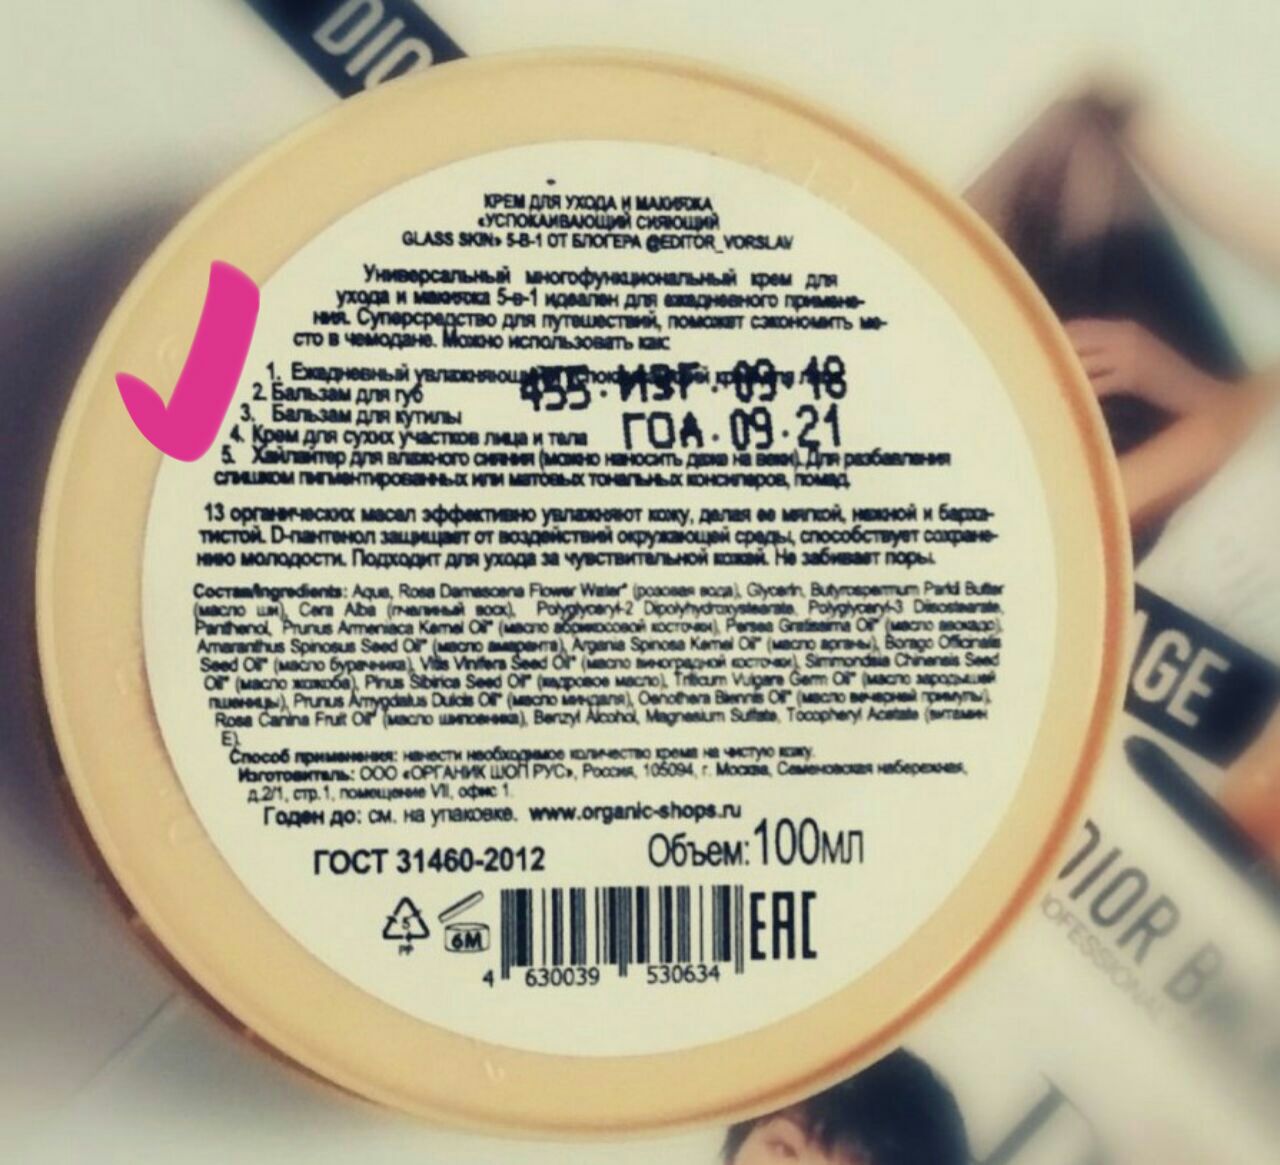 DIO
КРЕМ ДЛЯ УХОДА И МАКИЯЖА
«УСПОКАИВАЮЩИЙ СИЯЮЩИЙ
GLASS SKIN» 5-В-1 ОТ БЛОГЕРА @EDITOR_VORSLAV
Универсальный многофункциональный крем для
ухода и макияжа 5-в-1 идеален для ежедневного примене-
ния. Суперсредство для путешествий, поможет сэкономить ме-
сто в чемодане. Можно использовать как:
1. Ежедневный увлажняющ
455 · ИЗГ · 09 · 18
2. Бальзам для губ
3. Бальзам для кутилы
ГОА · 09 · 21
4. Крем для сухих участков лица и тела
5. Хайлайтер для влажного сияния (можно наносить даже на веки). Для разбавления
слишком пигментированных или матовых тональных консилеров, помад.
13 органических масел эффективно увлажняют кожу, делая ее мягкой, нежной и барха-
тистой. D-пантенол защищает от воздействий окружающей среды, способствует сохране-
нию молодости. Подходит для ухода за чувствительной кожей. Не забивает поры.
Состав/Ingredients: Aqua, Rosa Damascena Flower Water* (розовая вода), Glycerin, Butyrospermum Parkii Butter
(масло ши), Cera Alba (пчелиный воск), Polyglyceryl-2 Dipolyhydroxystearate, Polyglyceryl-3 Diisostearate,
Panthenol, Prunus Armeniaca Kernel Oil* (масло абрикосовой косточки), Persea Gratissima Oil* (масло авокадо),
Amaranthus Spinosus Seed Oil* (масло амаранта), Argania Spinosa Kernel Oil* (масло арганы), Borago Officinalis
Seed Oil* (масло бурачника), Vitis Vinifera Seed Oil* (масло виноградной косточки), Simmondsia Chinensis Seed
Oil* (масло жожоба), Pinus Sibirica Seed Oil* (кедровое масло), Triticum Vulgare Germ Oil* (масло зародышей
пшеницы), Prunus Amygdalus Dulcis Oil* (масло миндаля), Oenothera Biennis Oil* (масло вечерней примулы),
Rosa Canina Fruit Oil* (масло шиповника), Benzyl Alcohol, Magnesium Sulfate, Tocopheryl Acetate (витамин
E).
Способ применения: нанести необходимое количество крема на чистую кожу.
Изготовитель: ООО «ОРГАНИК ШОП РУС», Россия, 105094, г. Москва, Семеновская набережная,
д.2/1, стр.1, помещение VII, офис 1.
Годен до: см. на упаковке. www.organic-shops.ru
ГОСТ 31460-2012
Объем: 100мл
5
PP
6M
EAC
4 630039 530634
AGE
DIOR B